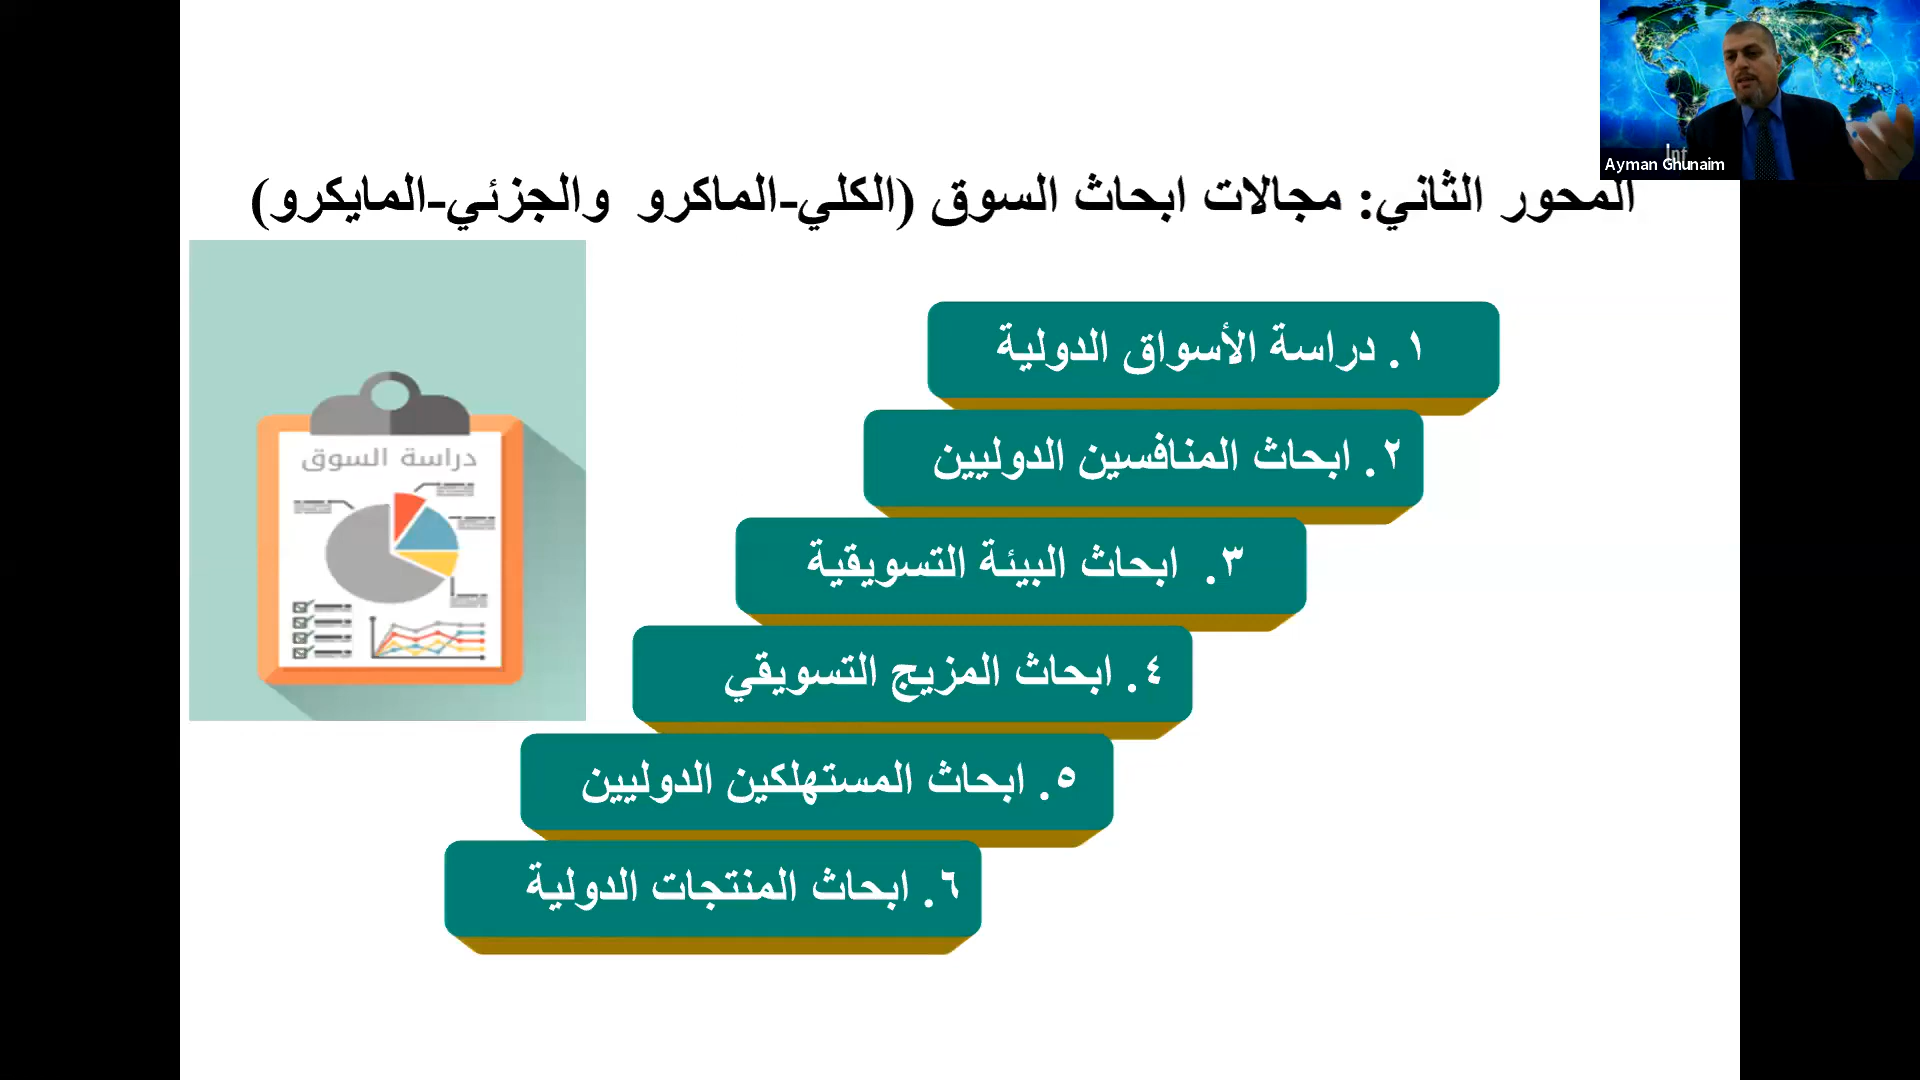 Ayman Ghunaim
المحور الثاني: مجالات ابحاث السوق (الكلي-الماكرو والجزئي-المايكرو)
١. دراسة الأسواق الدولية
٢. ابحاث المنافسين الدوليين
٣. ابحاث البيئة التسويقية
٤. ابحاث المزيج التسويقي
٥. ابحاث المستهلكين الدوليين
٦. ابحاث المنتجات الدولية
دراسة السوق